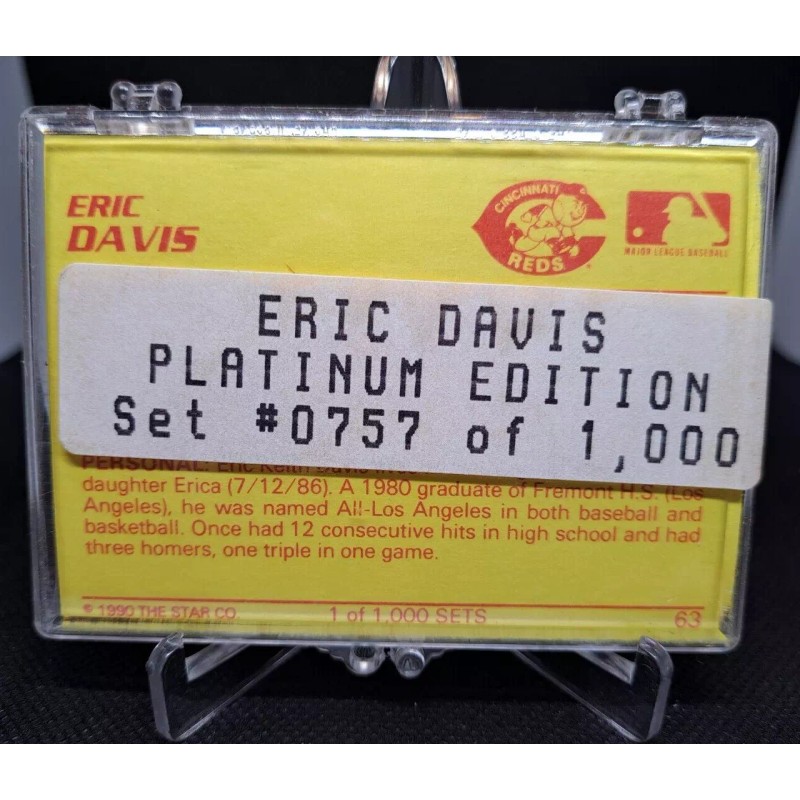 ERIC
DAVIS
CINCINNATI
REDS
MAJOR LEAGUE BASEBALL
ERIC DAVIS
PLATINUM EDITION
Set #0757 of 1,000
PERSONAL: Eric Keith Davis
daughter Erica (7/12/86). A 1980 graduate of Fremont H.S. (Los
Angeles), he was named All-Los Angeles in both baseball and
basketball. Once had 12 consecutive hits in high school and had
three homers, one triple in one game.
© 1990 THE STAR CO. 1 of 1,000 SETS 63